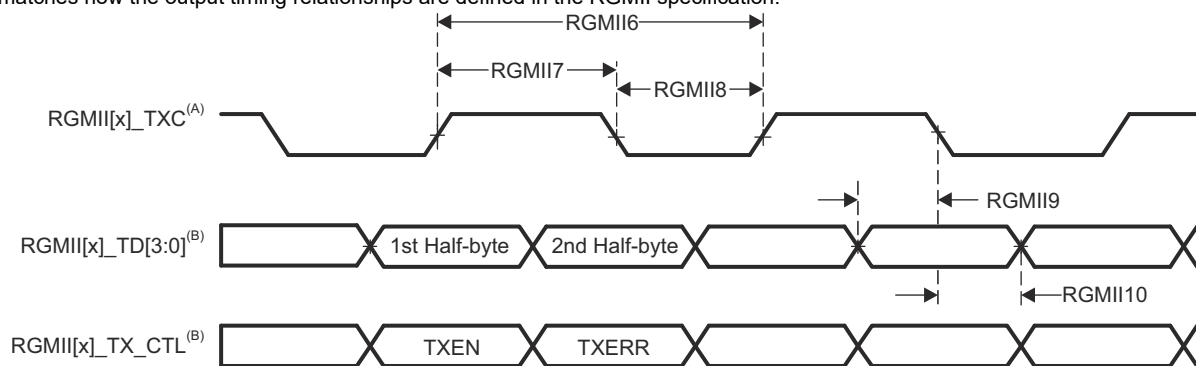 matches how the output timing relationships are defined in the RGMII specification.
RGMII6
RGMII7
RGMII8
RGMII[x]_TXC(A)
RGMII9
RGMII[x]_TD[3:0](B) 1st Half-byte 2nd Half-byte
RGMII10
RGMII[x]_TX_CTL(B) TXEN TXERR